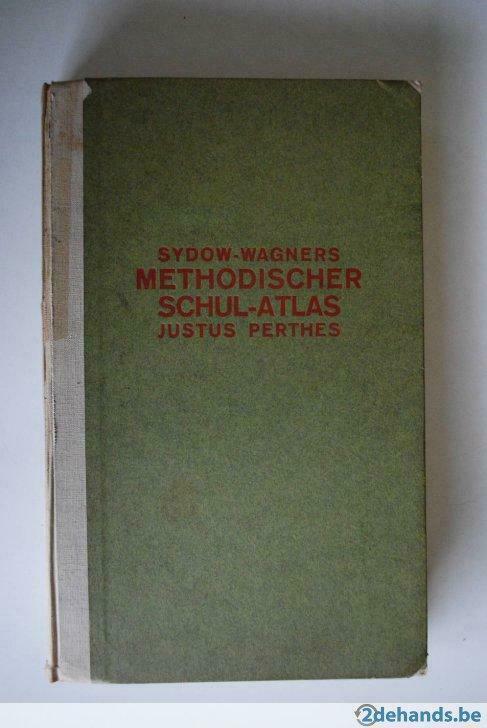 SYDOW-WAGNERS
METHODISCHER
SCHUL-ATLAS
JUSTUS PERTHES
2dehands.be